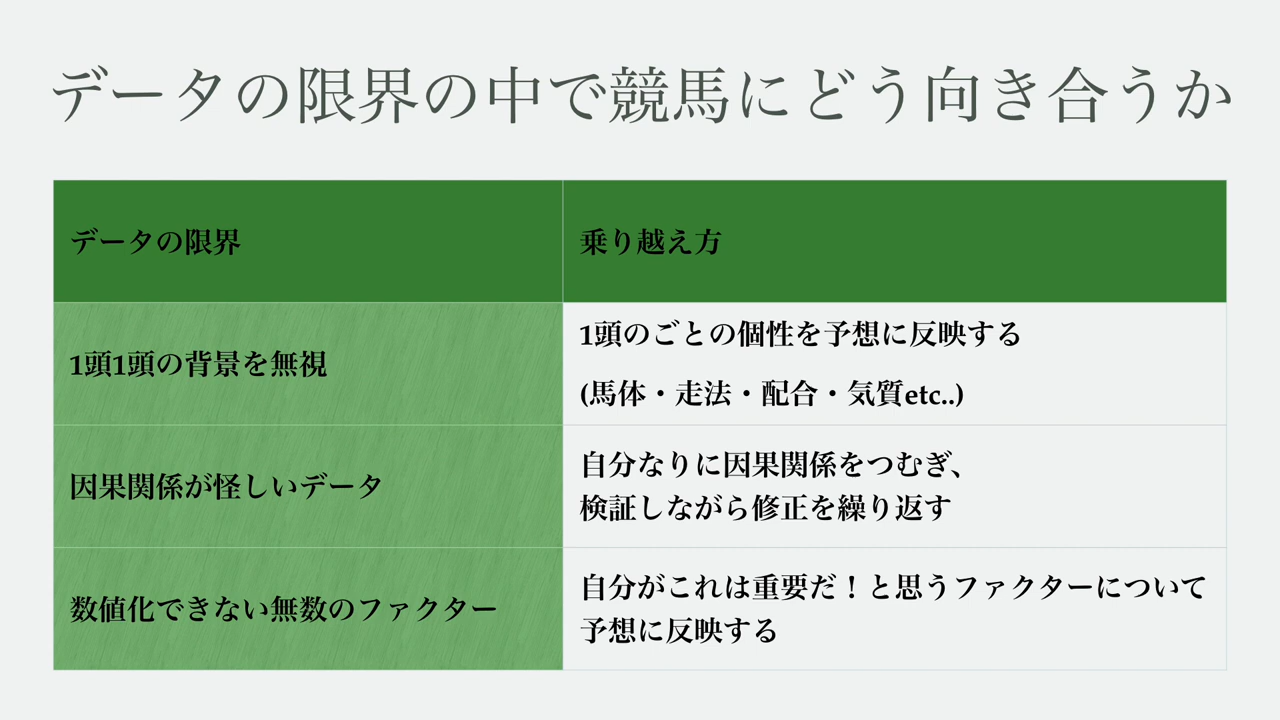 データの限界の中で競馬にどう向き合うか
データの限界
乗り越え方
1頭1頭の背景を無視
1頭のごとの個性を予想に反映する
(馬体・走法・配合・気質etc..)
因果関係が怪しいデータ
自分なりに因果関係をつむぎ、
検証しながら修正を繰り返す
数値化できない無数のファクター
自分がこれは重要だ！と思うファクターについて
予想に反映する